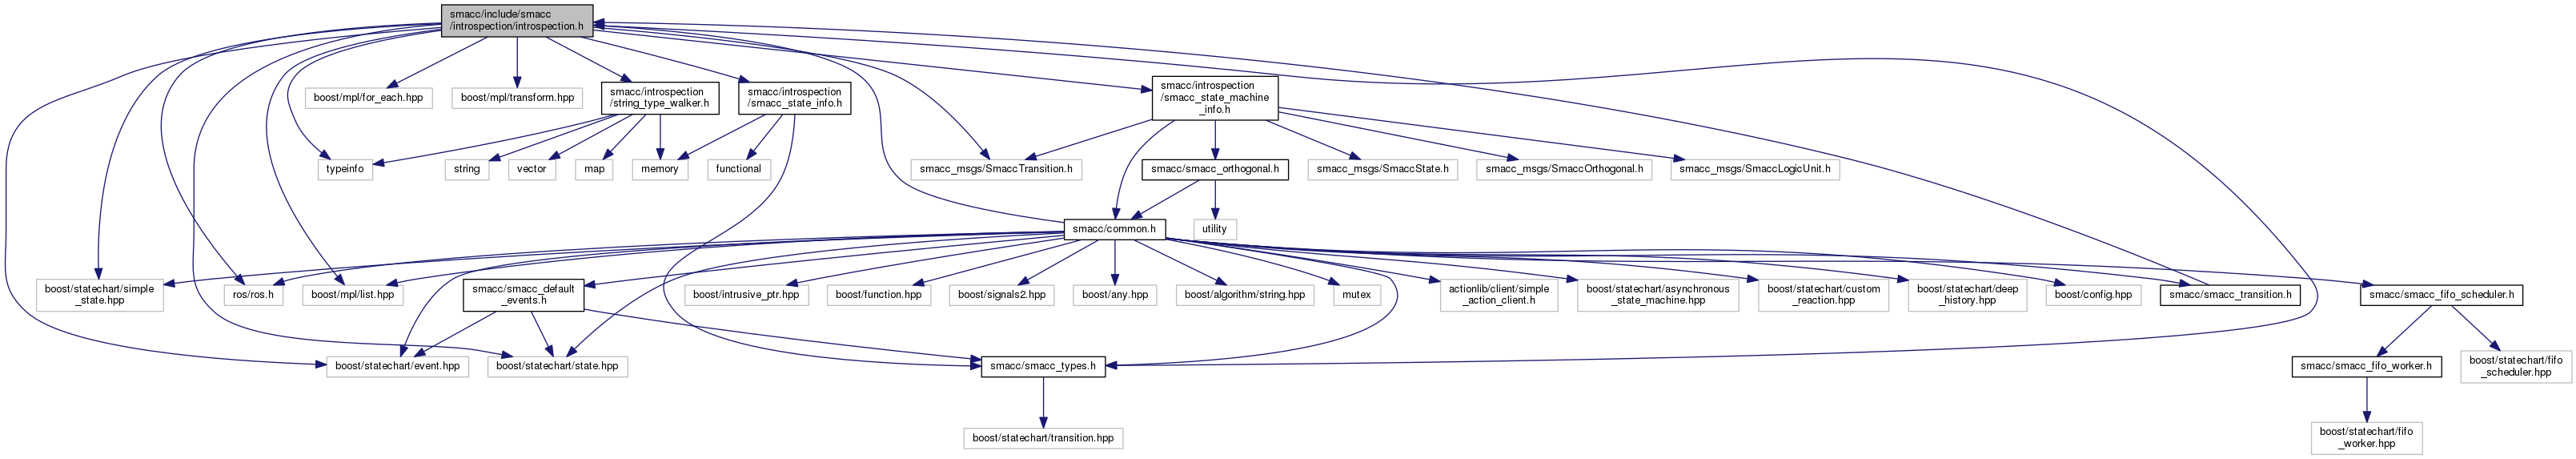 smacc/include/smacc
/introspection/introspection.h
boost/mpl/for_each.hpp
boost/mpl/transform.hpp
smacc/introspection
/string_type_walker.h
smacc/introspection
/smacc_state_info.h
smacc/introspection
/smacc_state_machine
_info.h
typeinfo
string
vector
map
memory
functional
smacc_msgs/SmaccTransition.h
smacc/smacc_orthogonal.h
smacc_msgs/SmaccState.h
smacc_msgs/SmaccOrthogonal.h
smacc_msgs/SmaccLogicUnit.h
smacc/common.h
utility
boost/statechart/simple
_state.hpp
ros/ros.h
boost/mpl/list.hpp
smacc/smacc_default
_events.h
boost/intrusive_ptr.hpp
boost/function.hpp
boost/signals2.hpp
boost/any.hpp
boost/algorithm/string.hpp
mutex
actionlib/client/simple
_action_client.h
boost/statechart/asynchronous
_state_machine.hpp
boost/statechart/custom
_reaction.hpp
boost/statechart/deep
_history.hpp
boost/config.hpp
smacc/smacc_transition.h
smacc/smacc_fifo_scheduler.h
boost/statechart/event.hpp
boost/statechart/state.hpp
smacc/smacc_types.h
smacc/smacc_fifo_worker.h
boost/statechart/fifo
_scheduler.hpp
boost/statechart/transition.hpp
boost/statechart/fifo
_worker.hpp